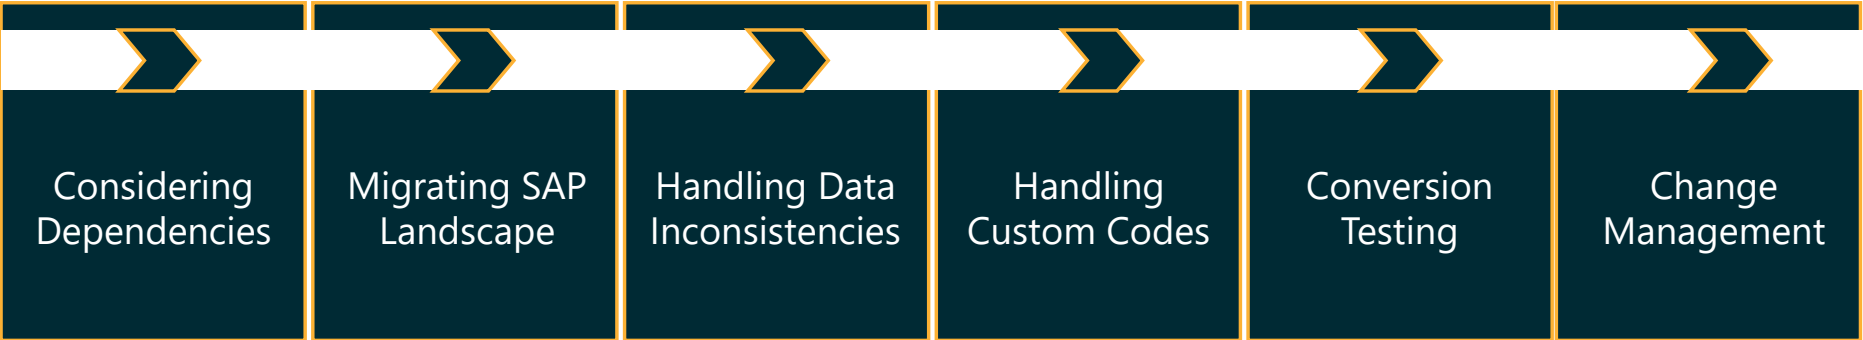 Considering
Dependencies
Migrating SAP
Landscape
Handling Data
Inconsistencies
Handling
Custom Codes
Conversion
Testing
Change
Management